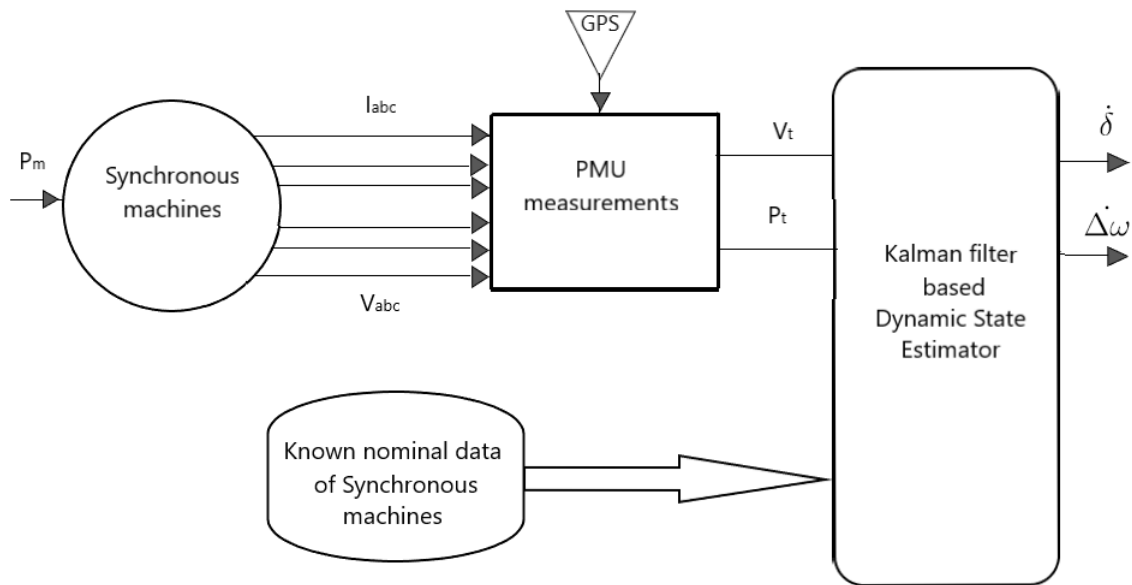 GPS
Iabc
Pm
Synchronous
machines
PMU
measurements
Vabc
Vt
Pt
δ̇
Δω̇
Kalman filter
based
Dynamic State
Estimator
Known nominal data
of Synchronous
machines